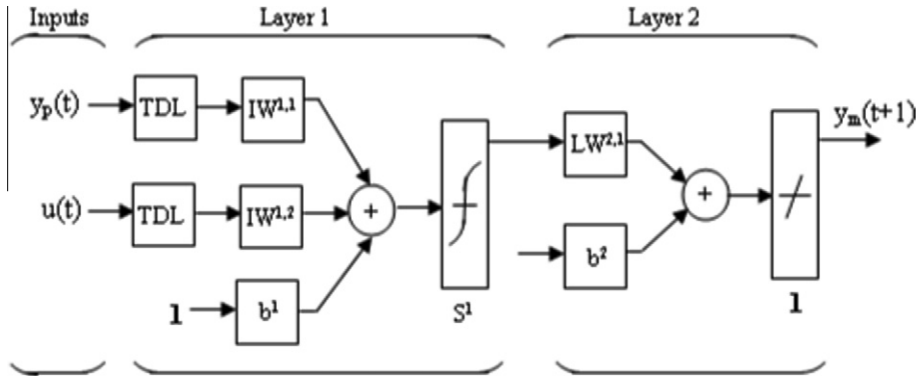 Inputs Layer 1 Layer 2
yₚ(t) TDL IW¹,¹ LW²,¹ yₘ(t+1)
u(t) TDL IW¹,² + +
1 b¹ S¹ b² 1